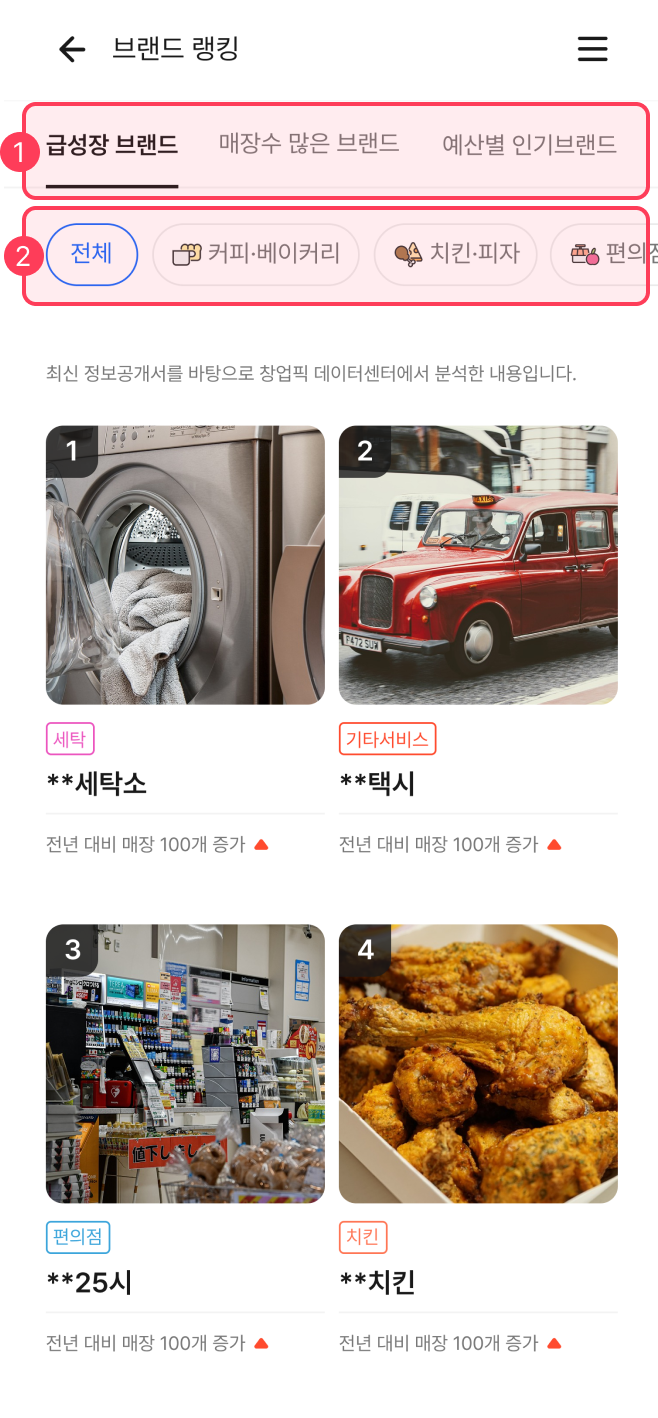 브랜드 랭킹
1
급성장 브랜드
매장수 많은 브랜드
예산별 인기브랜드
2
전체
커피·베이커리
치킨·피자
편의점
최신 정보공개서를 바탕으로 창업픽 데이터센터에서 분석한 내용입니다.
1
2
TAXI
F472 SUW
세탁
기타서비스
**세탁소
**택시
전년 대비 매장 100개 증가 ▲
전년 대비 매장 100개 증가 ▲
3
4
値下しました
편의점
치킨
**25시
**치킨
전년 대비 매장 100개 증가 ▲
전년 대비 매장 100개 증가 ▲